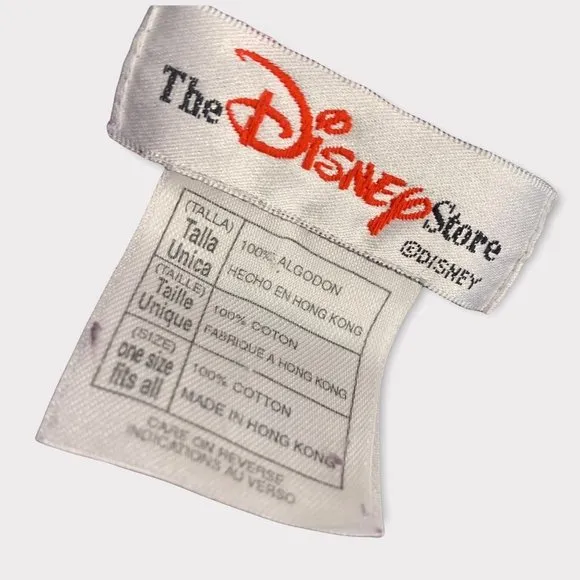 The Disney Store
©DISNEY
(TALLA)
Talla
Unica
100% ALGODON
HECHO EN HONG KONG
(TAILLE)
Taille
Unique
100% COTON
FABRIQUE A HONG KONG
(SIZE)
one size
fits all
100% COTTON
MADE IN HONG KONG
CARE ON REVERSE
INDICATIONS AU VERSO